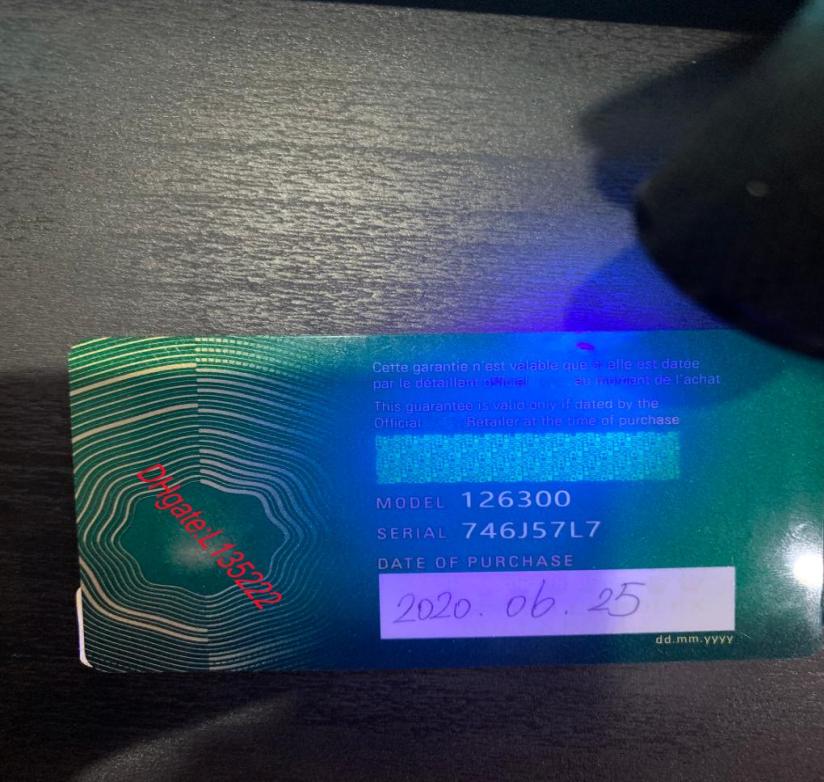 Cette garantie n'est valable que si elle est datée
par le détaillant officiel au moment de l'achat
This guarantee is valid only if dated by the
Official Retailer at the time of purchase
MODEL 126300
SERIAL 746J57L7
DATE OF PURCHASE
2020. 06. 25
dd.mm.yyyy
DHgate:L135222